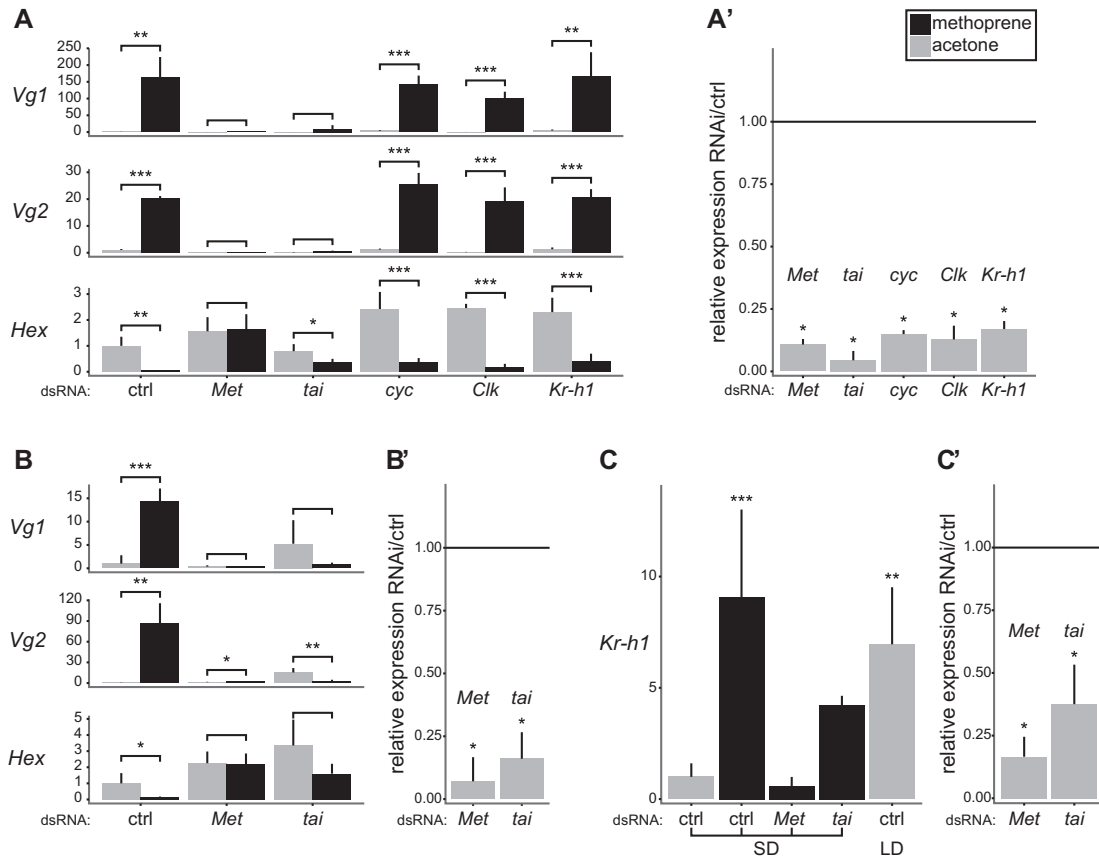 A
A’
methoprene
acetone
Vg1
250
200
150
100
50
0
**
***
***
**
Vg2
30
20
10
0
***
***
***
***
Hex
3
2
1
0
**
*
***
***
***
dsRNA: ctrl Met tai cyc Clk Kr-h1
relative expression RNAi/ctrl
1.00
0.75
0.50
0.25
0.00
Met tai cyc Clk Kr-h1
* * * * *
dsRNA: Met tai cyc Clk Kr-h1
B
B’
C
C’
Vg1
15
10
5
0
***
Vg2
120
90
60
30
0
**
*
**
Hex
5
4
3
2
1
0
*
dsRNA: ctrl Met tai
relative expression RNAi/ctrl
1.00
0.75
0.50
0.25
0.00
Met tai
* *
dsRNA: Met tai
Kr-h1
10
5
0
***
**
dsRNA: ctrl ctrl Met tai ctrl
SD LD
relative expression RNAi/ctrl
1.00
0.75
0.50
0.25
0.00
Met tai
* *
dsRNA: Met tai